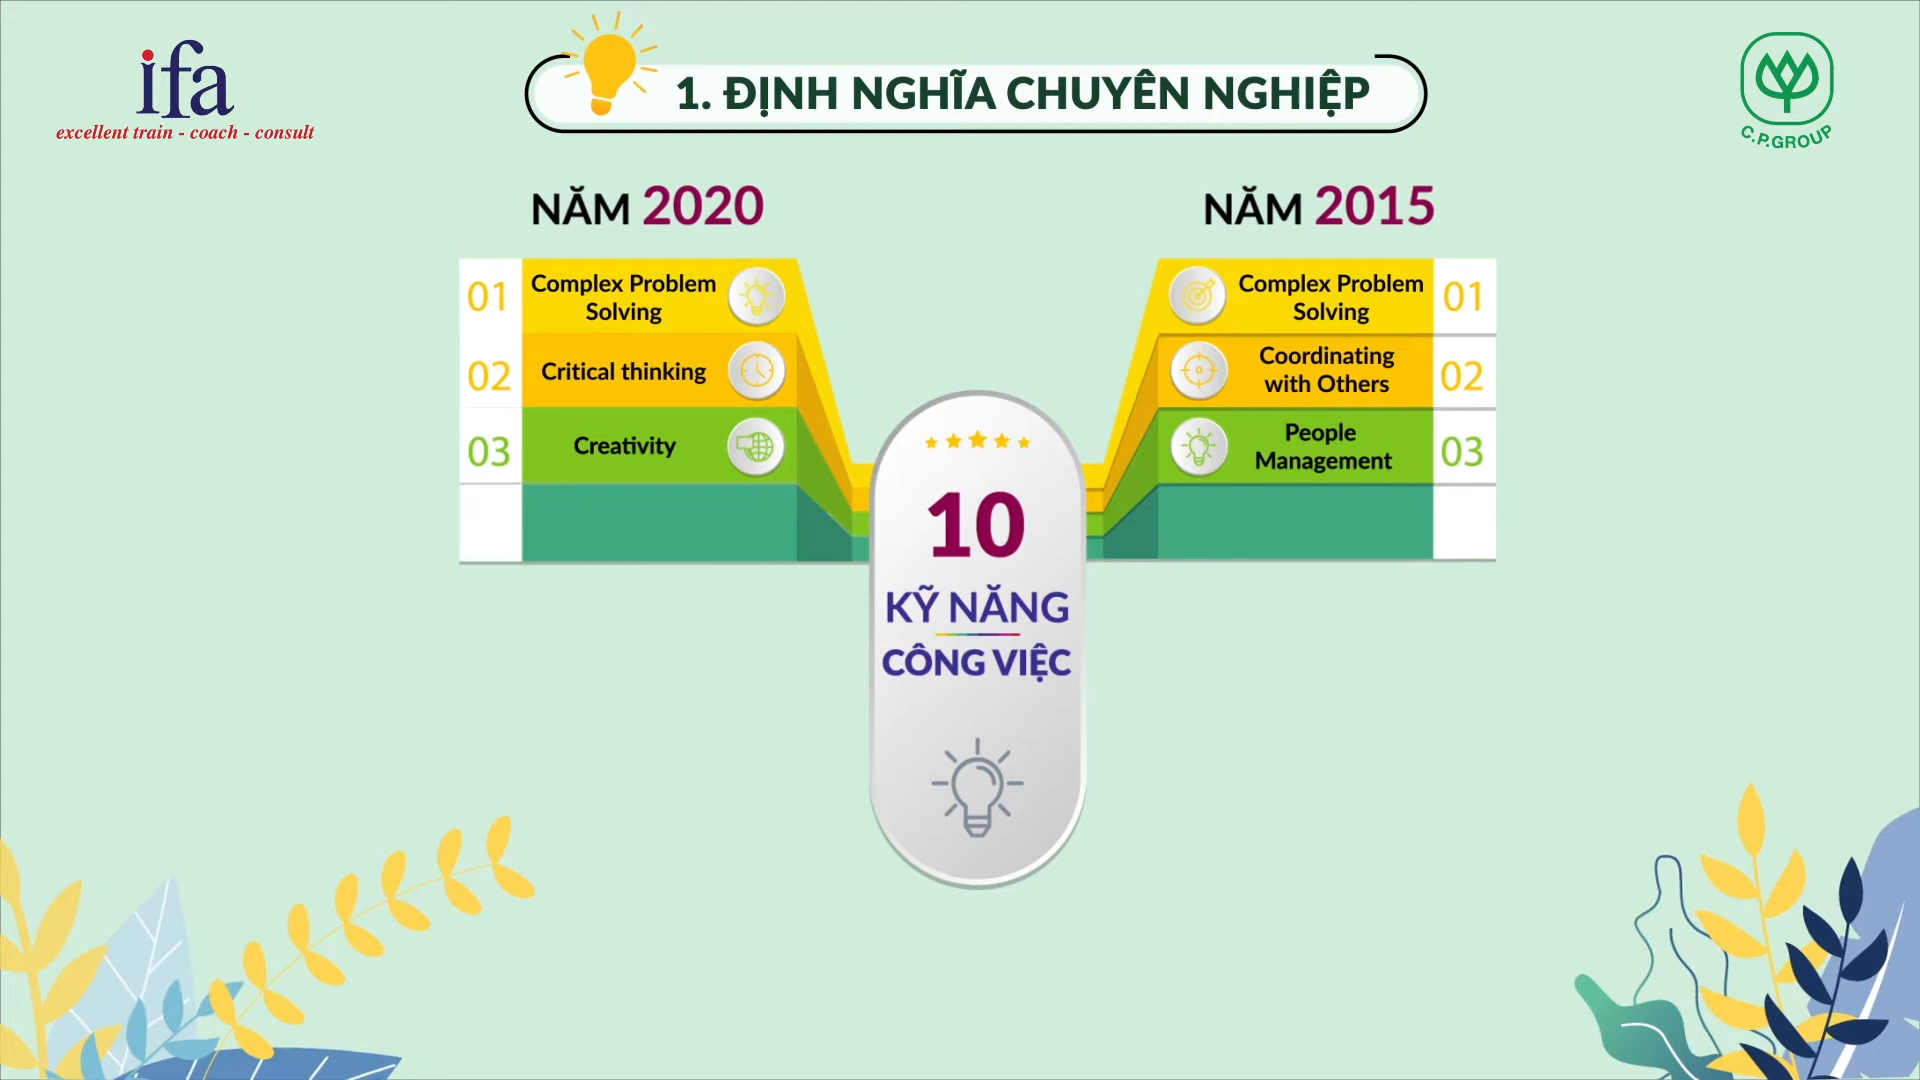 ifa
excellent train - coach - consult
1. ĐỊNH NGHĨA CHUYÊN NGHIỆP
C.P.GROUP
NĂM 2020
01
Complex Problem
Solving
02
Critical thinking
03
Creativity
NĂM 2015
Complex Problem
Solving
01
Coordinating
with Others
02
People
Management
03
10
KỸ NĂNG
CÔNG VIỆC